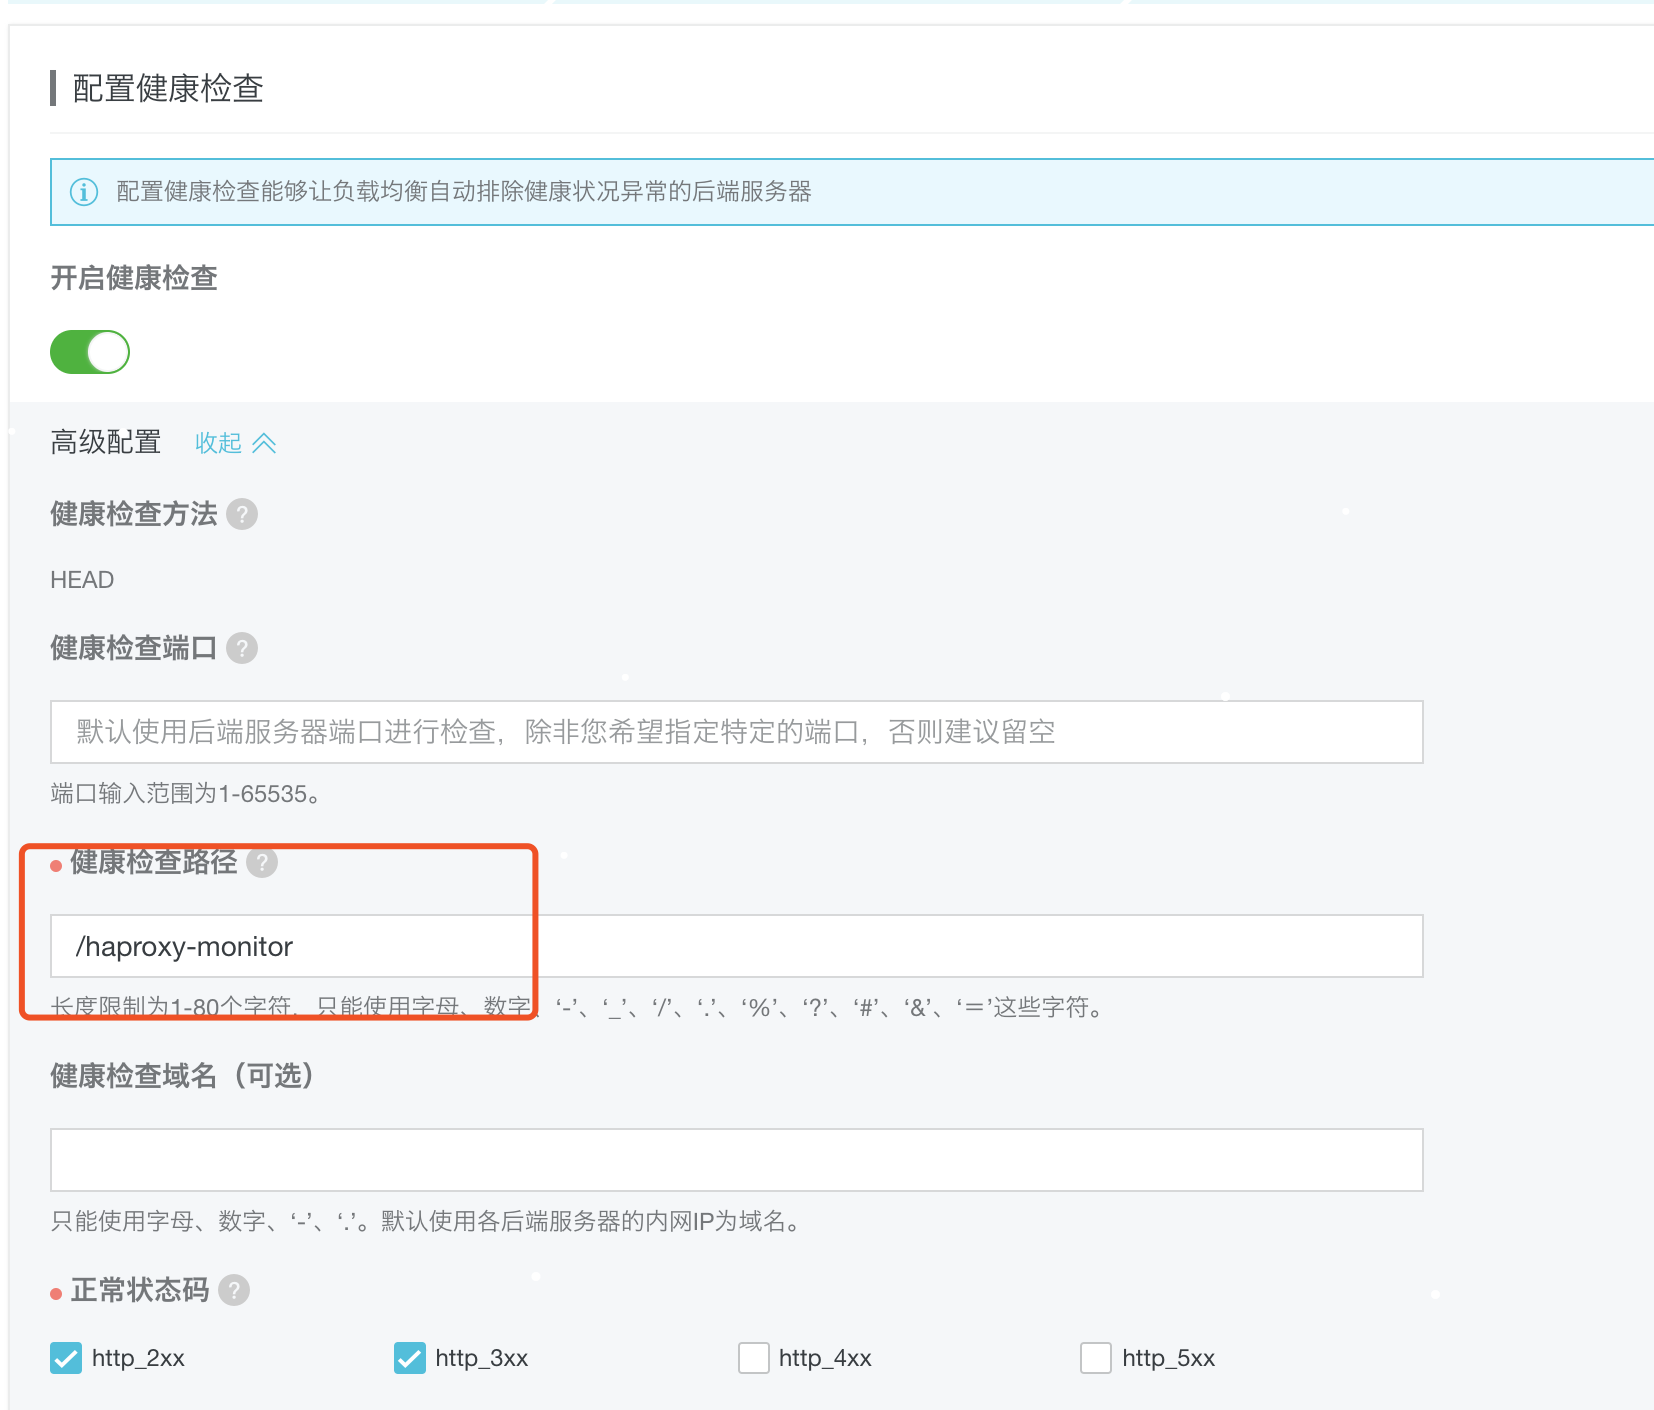 配置健康检查
配置健康检查能够让负载均衡自动排除健康状况异常的后端服务器
开启健康检查
高级配置 收起
健康检查方法 ?
HEAD
健康检查端口 ?
默认使用后端服务器端口进行检查，除非您希望指定特定的端口，否则建议留空
端口输入范围为1-65535。
健康检查路径 ?
/haproxy-monitor
长度限制为1-80个字符，只能使用字母、数字、‘-’、‘_’、‘/’、‘.’、‘%’、‘?’、‘#’、‘&’、‘=’这些字符。
健康检查域名（可选）
只能使用字母、数字、‘-’、‘.’。默认使用各后端服务器的内网IP为域名。
正常状态码 ?
http_2xx http_3xx http_4xx http_5xx